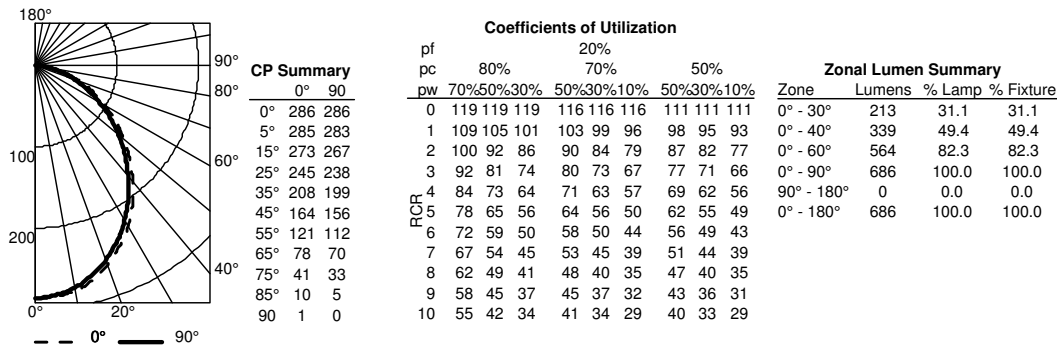 180°
90°
80°
60°
40°
20°
0°
100
200
0° 90°
CP Summary
0° 90
0° 286 286
5° 285 283
15° 273 267
25° 245 238
35° 208 199
45° 164 156
55° 121 112
65° 78 70
75° 41 33
85° 10 5
90 1 0
Coefficients of Utilization
pf 20%
pc 80% 70% 50%
pw 70%50%30% 50%30%10% 50%30%10%
RCR
0 119 119 119 116 116 116 111 111 111
1 109 105 101 103 99 96 98 95 93
2 100 92 86 90 84 79 87 82 77
3 92 81 74 80 73 67 77 71 66
4 84 73 64 71 63 57 69 62 56
5 78 65 56 64 56 50 62 55 49
6 72 59 50 58 50 44 56 49 43
7 67 54 45 53 45 39 51 44 39
8 62 49 41 48 40 35 47 40 35
9 58 45 37 45 37 32 43 36 31
10 55 42 34 41 34 29 40 33 29
Zonal Lumen Summary
Zone Lumens % Lamp % Fixture
0° - 30° 213 31.1 31.1
0° - 40° 339 49.4 49.4
0° - 60° 564 82.3 82.3
0° - 90° 686 100.0 100.0
90° - 180° 0 0.0 0.0
0° - 180° 686 100.0 100.0